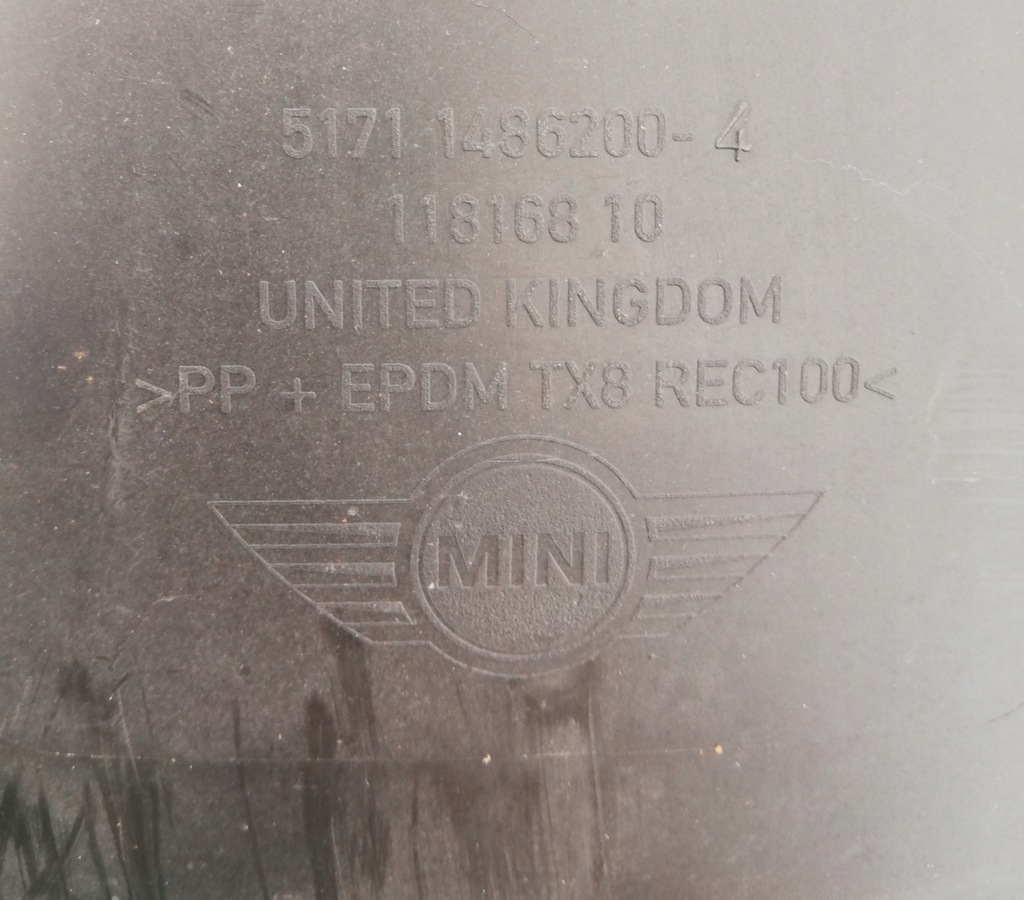 5171 1486200-4
118168 10
UNITED KINGDOM
>PP + EPDM TX8 REC100<
MINI